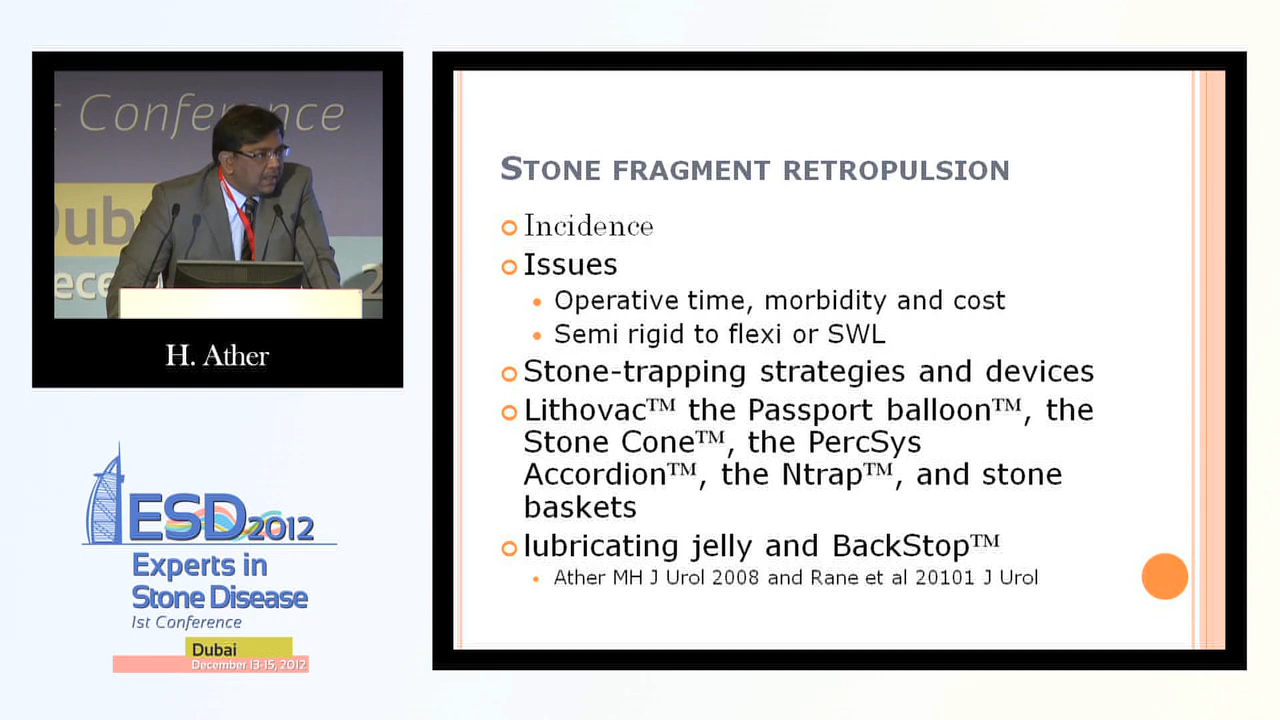 t Conference
Dub
ece
2
H. Ather
ESD2012
Experts in
Stone Disease
1st Conference
Dubai
December 13-15, 2012
STONE FRAGMENT RETROPULSION
Incidence
Issues
Operative time, morbidity and cost
Semi rigid to flexi or SWL
Stone-trapping strategies and devices
Lithovac™ the Passport balloon™, the
Stone Cone™, the PercSys
Accordion™, the Ntrap™, and stone
baskets
lubricating jelly and BackStop™
Ather MH J Urol 2008 and Rane et al 20101 J Urol